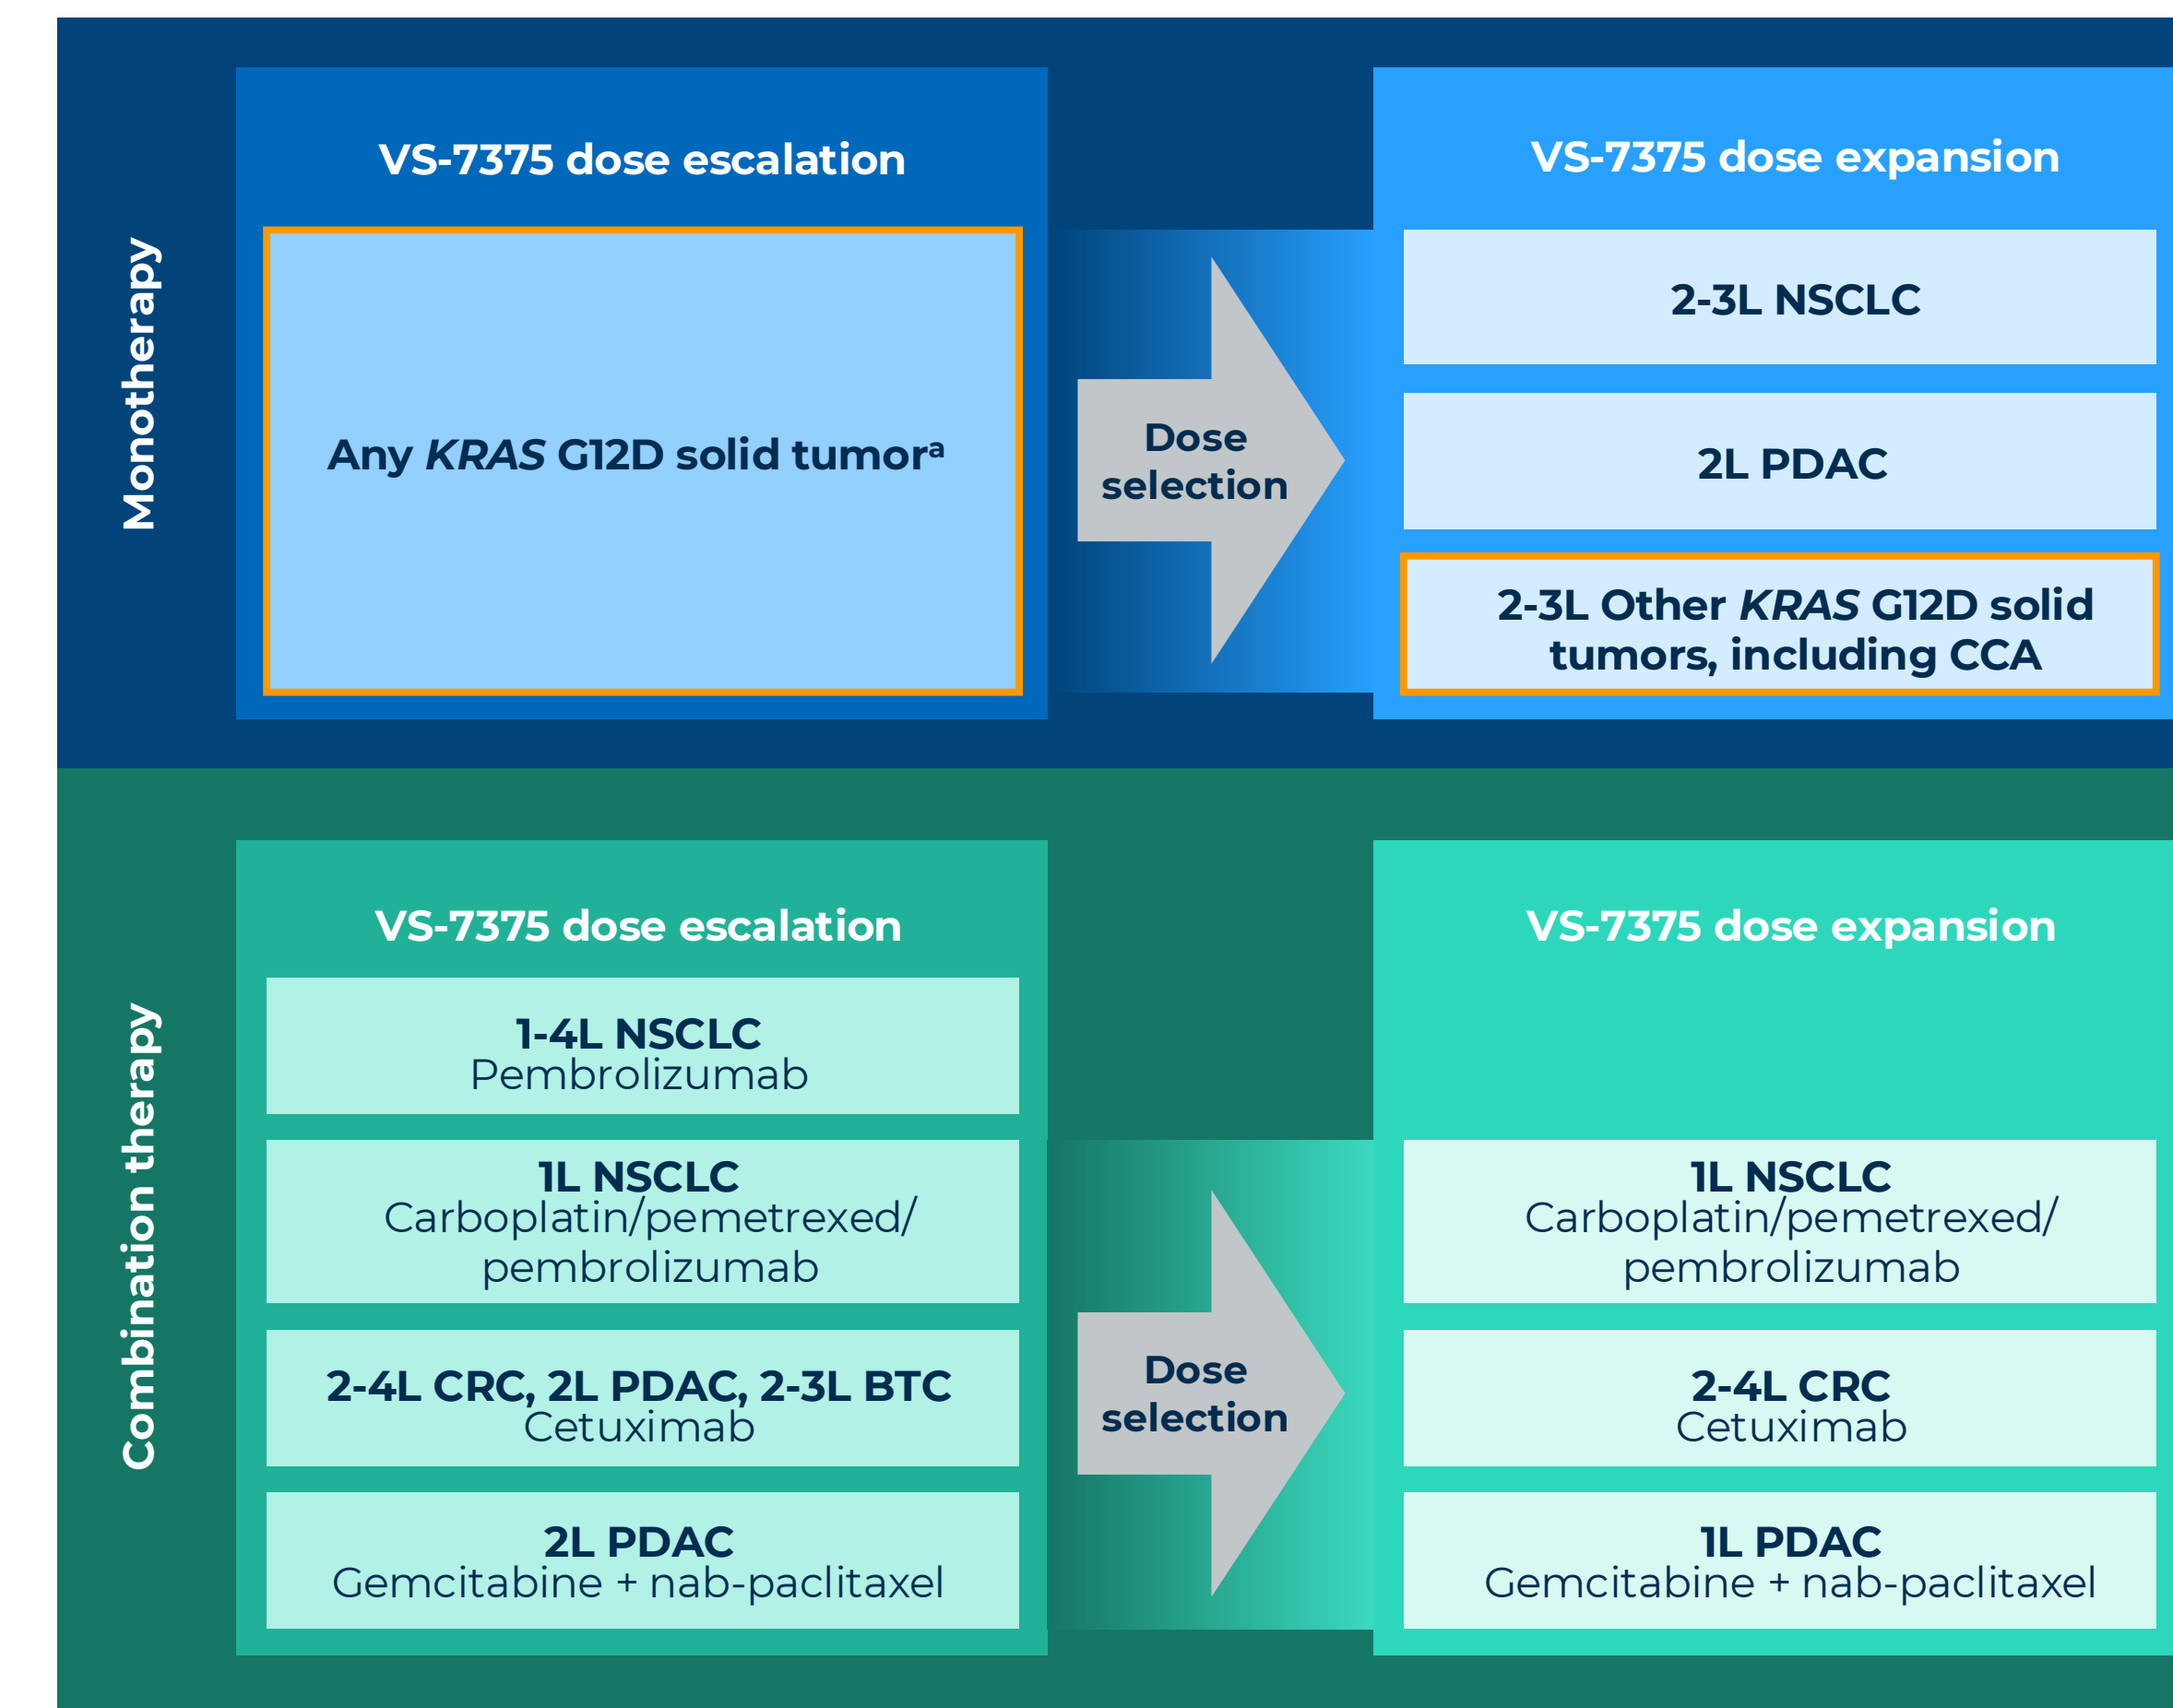 Monotherapy
VS-7375 dose escalation
Any KRAS G12D solid tumorᵃ
Dose
selection
VS-7375 dose expansion
2-3L NSCLC
2L PDAC
2-3L Other KRAS G12D solid
tumors, including CCA
Combination therapy
VS-7375 dose escalation
1-4L NSCLC
Pembrolizumab
1L NSCLC
Carboplatin/pemetrexed/
pembrolizumab
2-4L CRC, 2L PDAC, 2-3L BTC
Cetuximab
2L PDAC
Gemcitabine + nab-paclitaxel
Dose
selection
VS-7375 dose expansion
1L NSCLC
Carboplatin/pemetrexed/
pembrolizumab
2-4L CRC
Cetuximab
1L PDAC
Gemcitabine + nab-paclitaxel